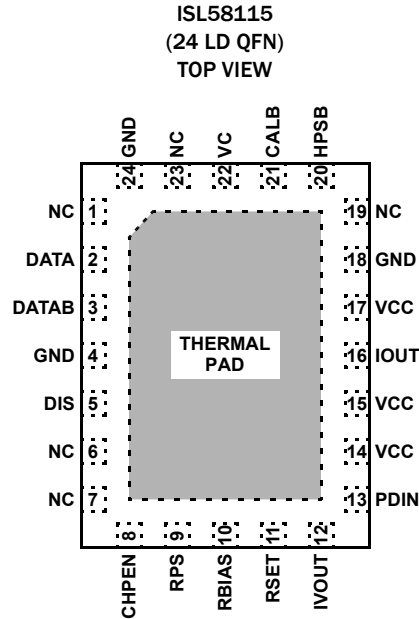 ISL58115
(24 LD QFN)
TOP VIEW
GND
NC
VC
CALB
HPSB
24
23
22
21
20
NC 1
DATA 2
DATAB 3
GND 4
DIS 5
NC 6
NC 7
THERMAL
PAD
19 NC
18 GND
17 VCC
16 IOUT
15 VCC
14 VCC
13 PDIN
8
9
10
11
12
CHPEN
RPS
RBIAS
RSET
IVOUT